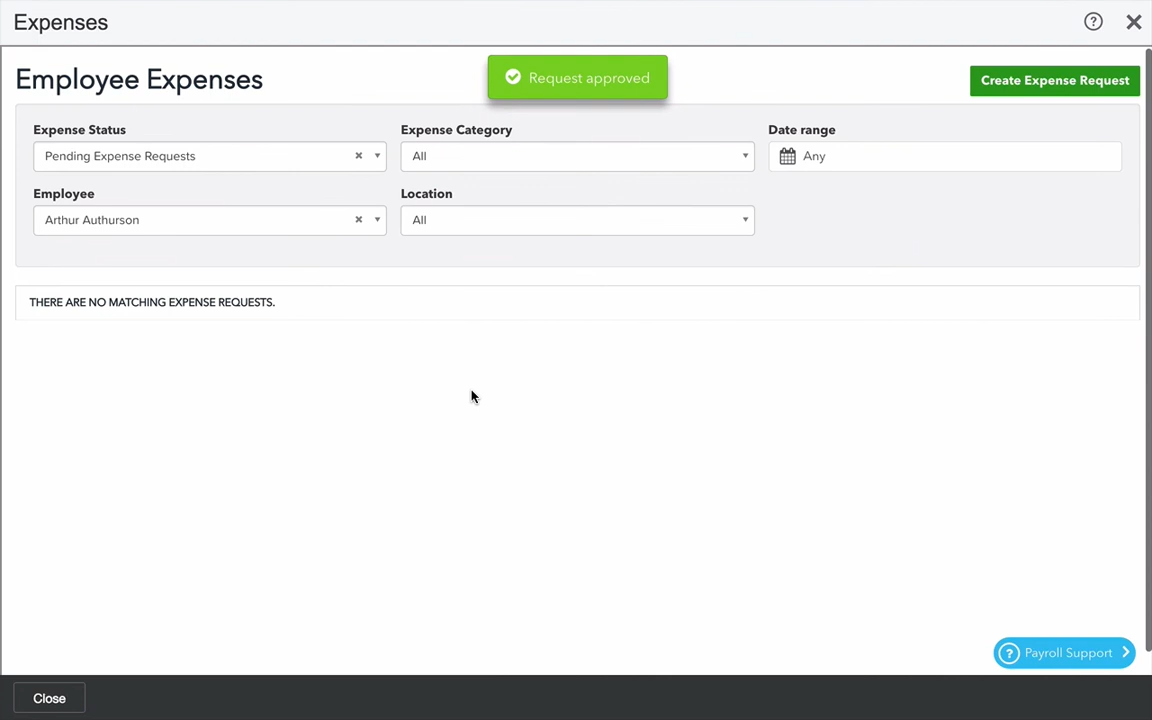 Expenses
Employee Expenses
Request approved
Create Expense Request
Expense Status
Expense Category
Date range
Pending Expense Requests
All
Any
Employee
Location
Arthur Authurson
All
THERE ARE NO MATCHING EXPENSE REQUESTS.
Payroll Support
Close